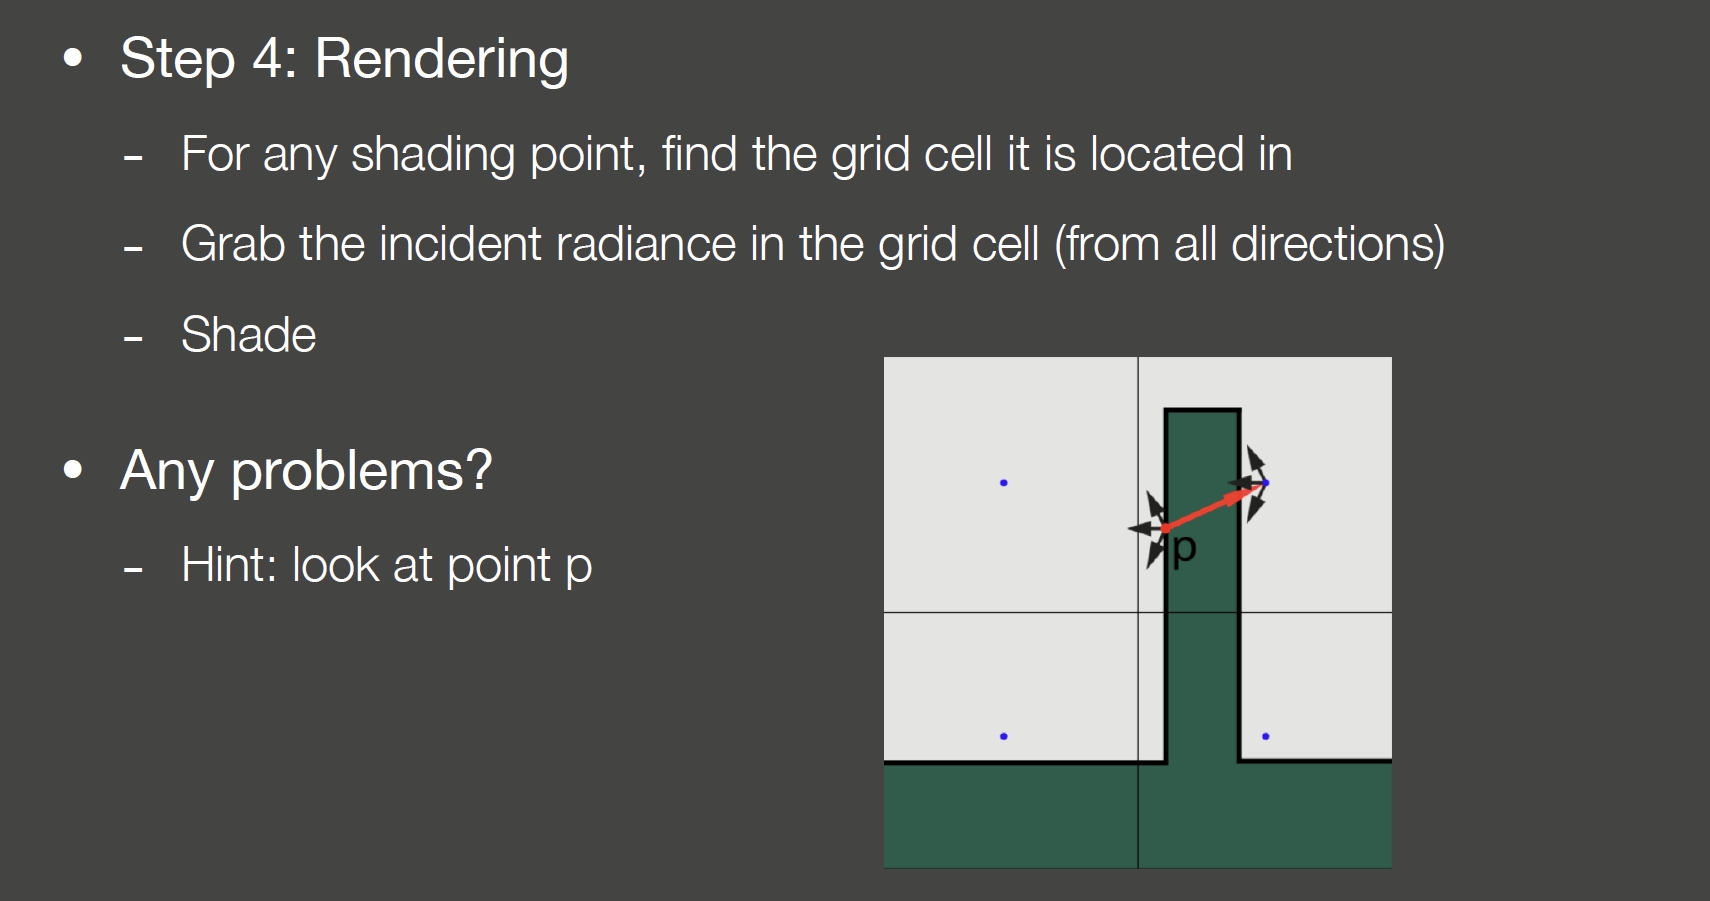 • Step 4: Rendering
- For any shading point, find the grid cell it is located in
- Grab the incident radiance in the grid cell (from all directions)
- Shade
• Any problems?
- Hint: look at point p
p